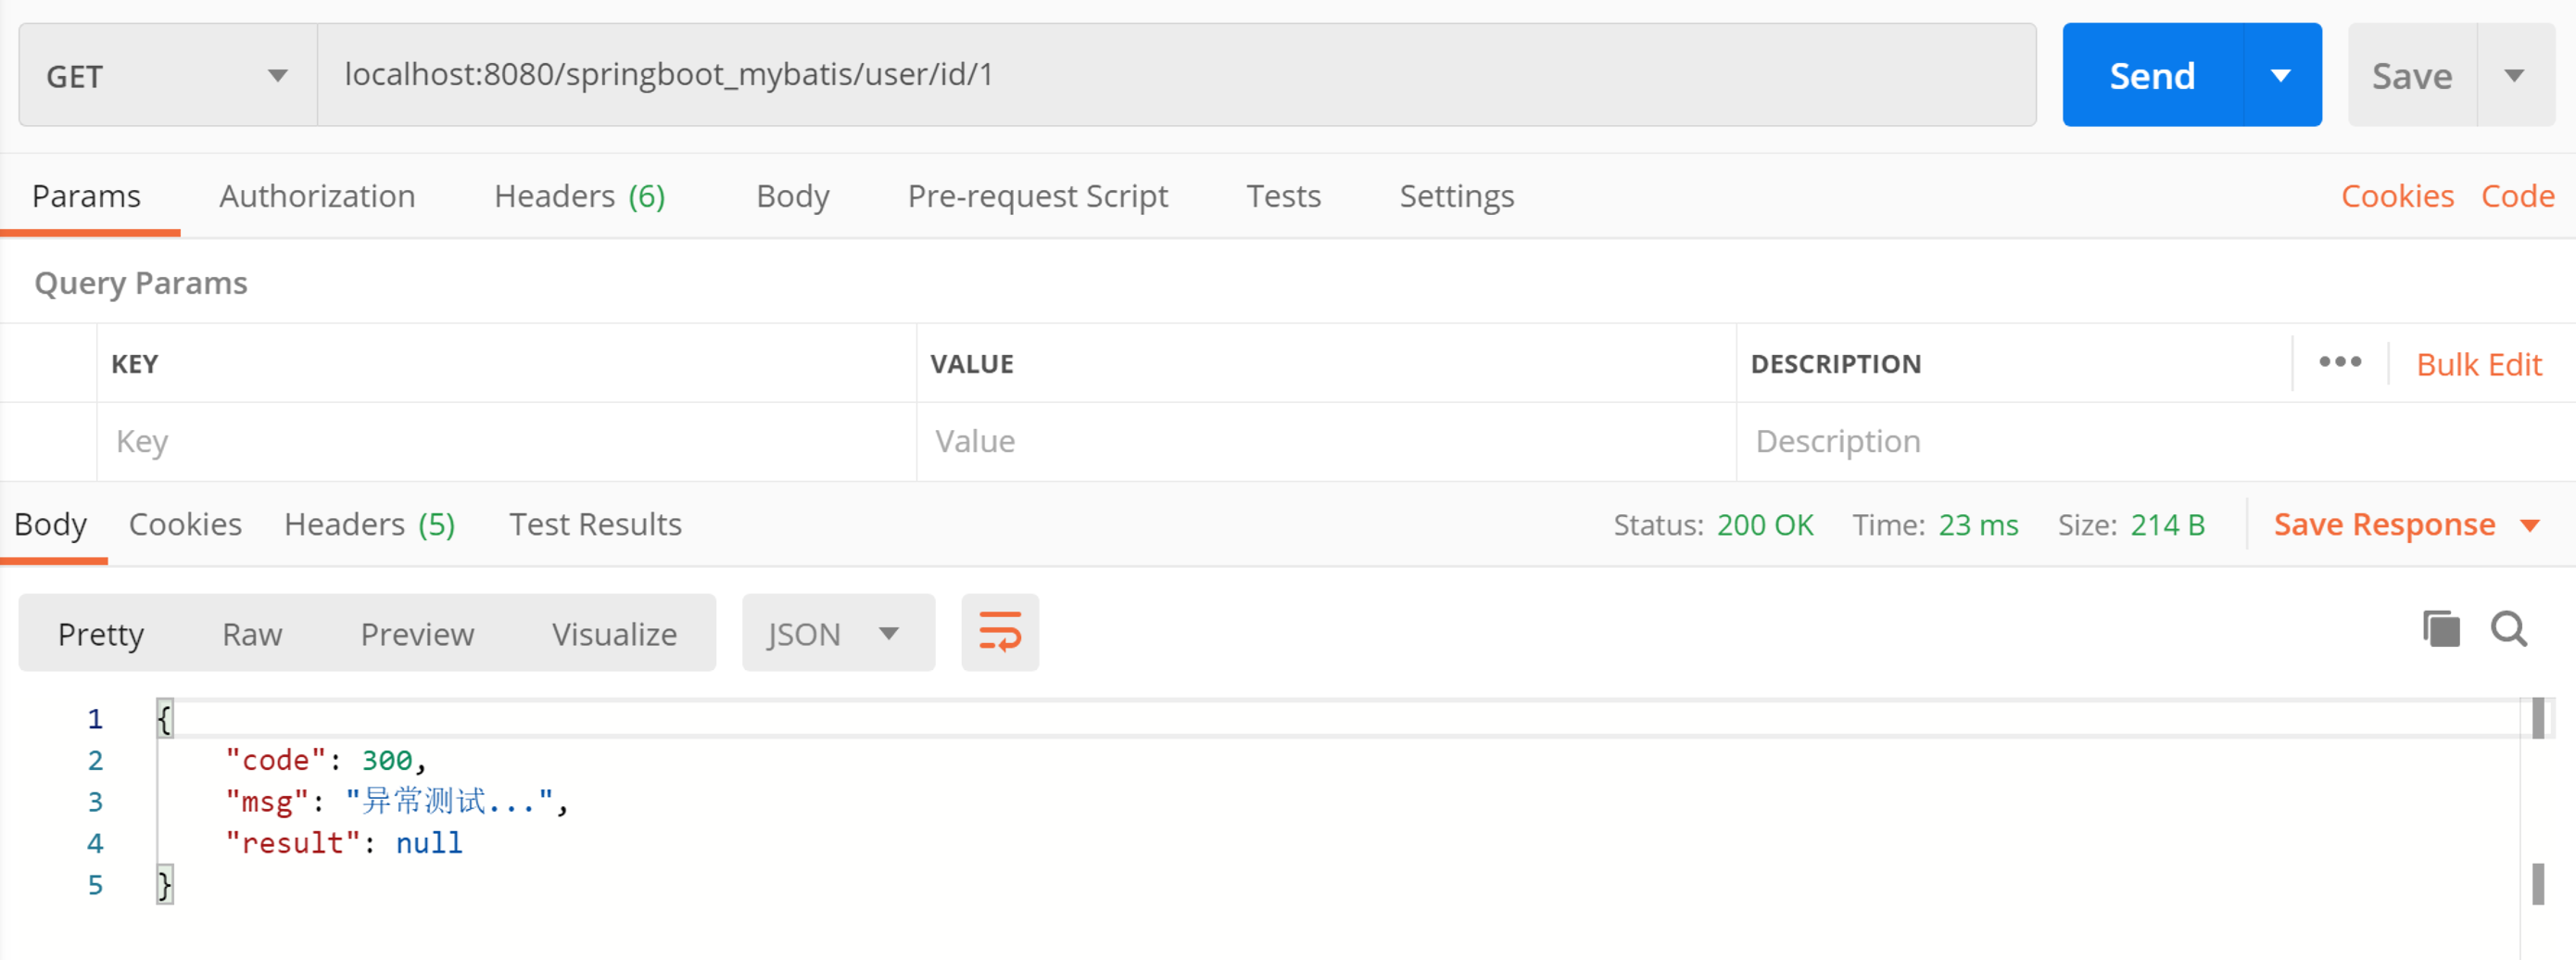 GET localhost:8080/springboot_mybatis/user/id/1 Send Save
Params Authorization Headers (6) Body Pre-request Script Tests Settings Cookies Code
Query Params
KEY VALUE DESCRIPTION ••• Bulk Edit
Key Value Description
Body Cookies Headers (5) Test Results Status: 200 OK Time: 23 ms Size: 214 B Save Response
Pretty Raw Preview Visualize JSON
1 {
2 "code": 300,
3 "msg": "异常测试...",
4 "result": null
5 }